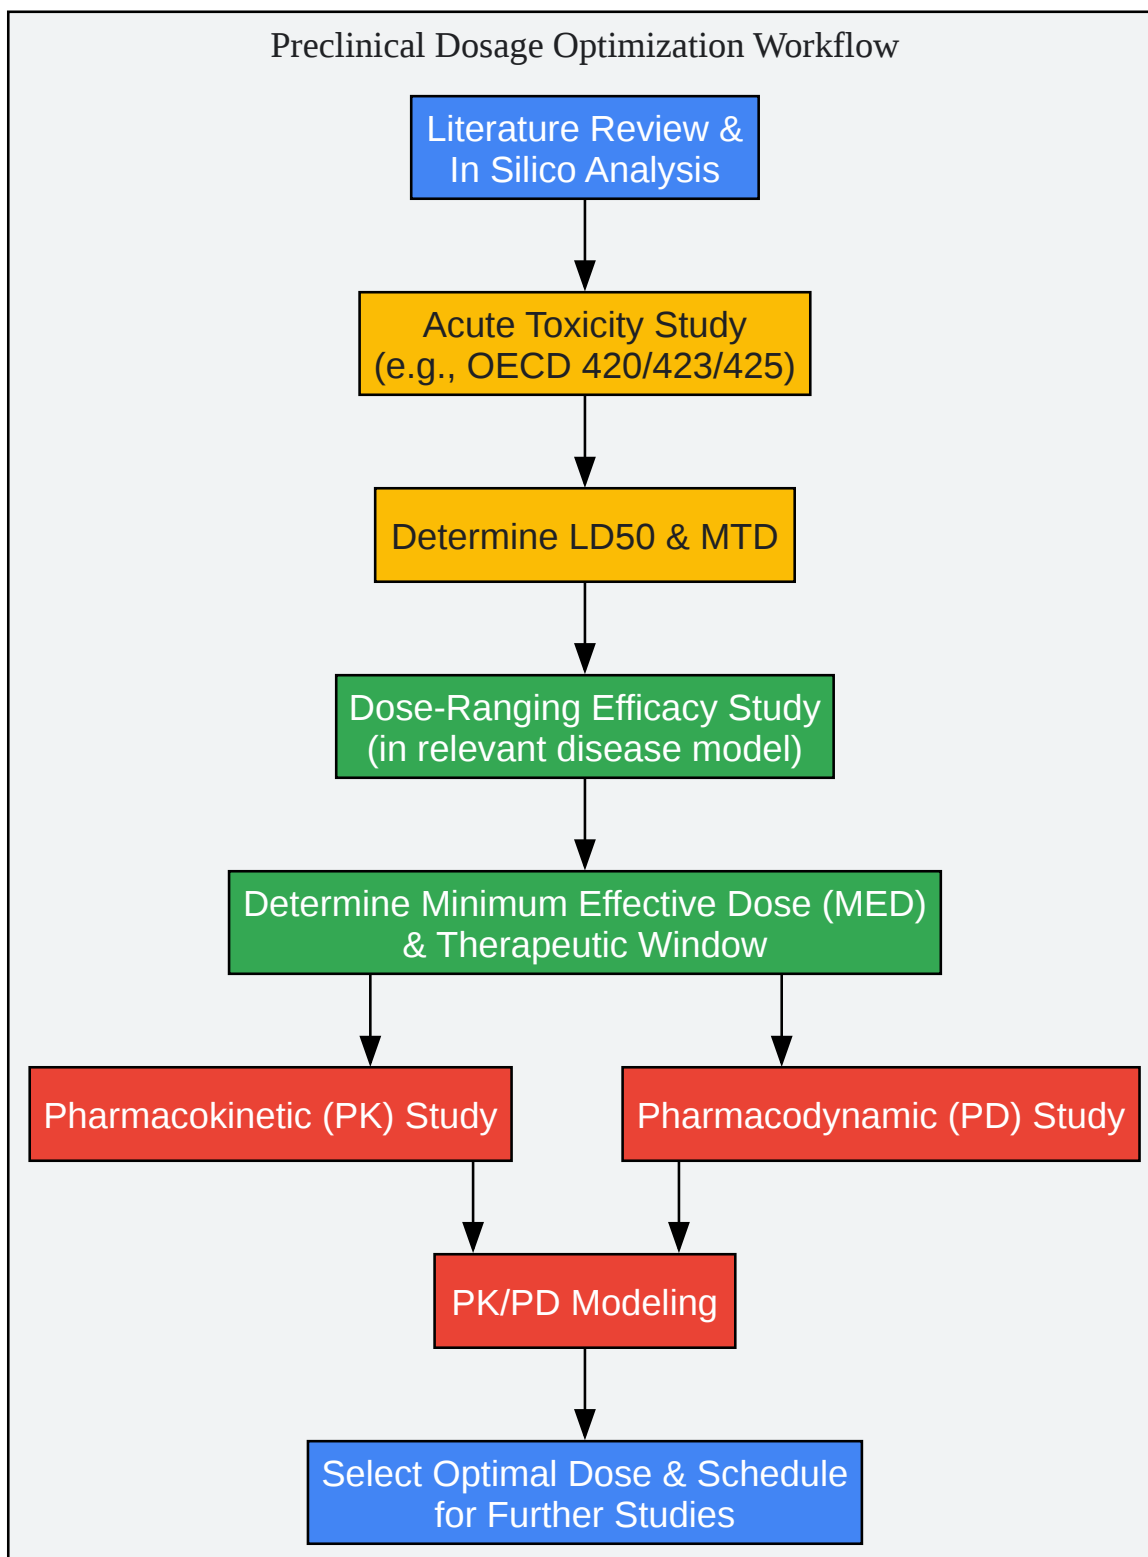 Preclinical Dosage Optimization Workflow
Literature Review &
In Silico Analysis
Acute Toxicity Study
(e.g., OECD 420/423/425)
Determine LD50 & MTD
Dose-Ranging Efficacy Study
(in relevant disease model)
Determine Minimum Effective Dose (MED)
& Therapeutic Window
Pharmacokinetic (PK) Study
Pharmacodynamic (PD) Study
PK/PD Modeling
Select Optimal Dose & Schedule
for Further Studies